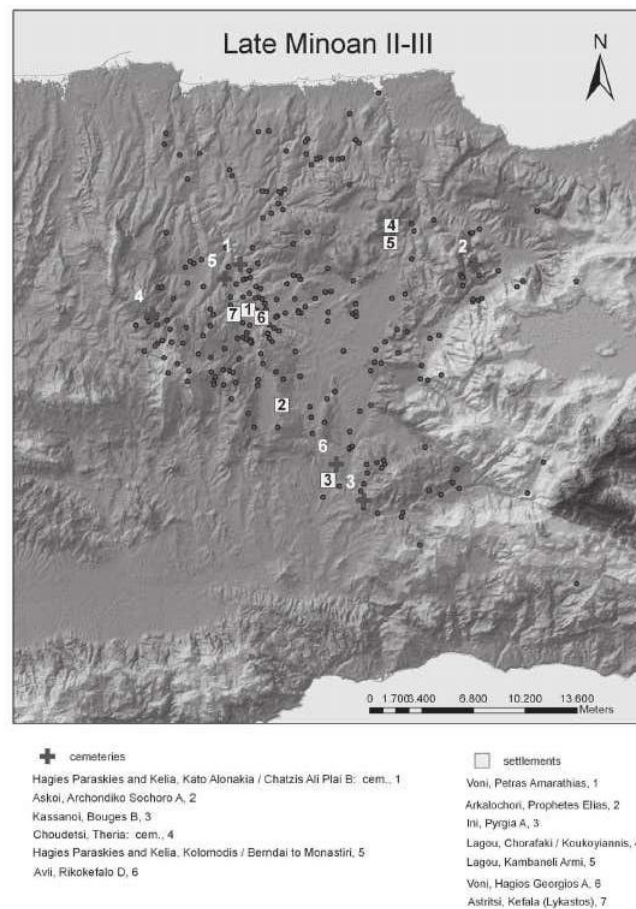 Late Minoan II-III
N
4
1
5
2
5
4
1
7
6
2
6
3
3
0 1.700 3.400 6.800 10.200 13.600
Meters
cemeteries
Hagies Paraskies and Kelia, Kato Alonakia / Chatzis Ali Plai B: cem., 1
Askoi, Archondiko Sochoro A, 2
Kassanoi, Bouges B, 3
Choudetsi, Theria: cem., 4
Hagies Paraskies and Kelia, Kolomodis / Berndai to Monastiri, 5
Avli, Rikokefalo D, 6
settlements
Voni, Petras Amarathias, 1
Arkalochori, Prophetes Elias, 2
Ini, Pyrgia A, 3
Lagou, Chorafaki / Koukoyiannis, 4
Lagou, Kambaneli Armi, 5
Voni, Hagios Georgios A, 6
Astritsi, Kefala (Lykastos), 7